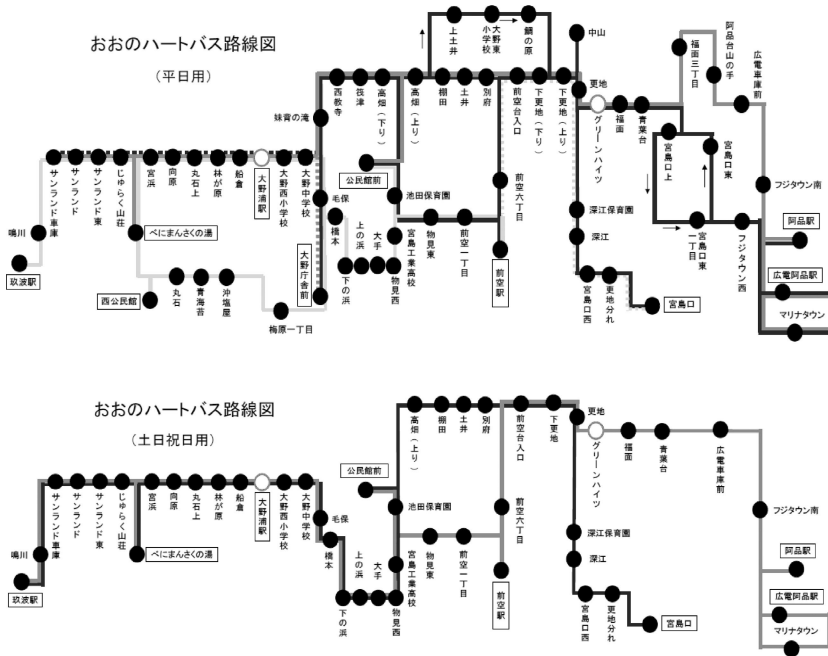 おおのハートバス路線図
(平日用)
上土井
大野東小学校
鯛の原
中山
福面三丁目
阿品台山の手
広電車庫前
西教寺
筏津
高畑(下り)
高畑(上り)
棚田
土井
別府
前空台入口
下更地(下り)
下更地(上り)
更地
グリーンハイツ
福面
青葉台
妹背の滝
サンランド車庫
サンランド
サンランド東
じゅらく山荘
宮浜
向原
丸石上
林が原
船倉
大野浦駅
大野西小学校
大野中学校
公民館前
池田保育園
前空六丁目
宮島口上
宮島口東
フジタウン南
毛保
橋本
上の浜
大手
宮島工業高校
物見東
前空一丁目
深江保育園
深江
宮島口東一丁目
フジタウン西
阿品駅
鳴川
べにまんさくの湯
玖波駅
西公民館
丸石
青海苔
沖塩屋
梅原一丁目
大野庁舎前
下の浜
物見西
前空駅
宮島口西
更地分れ
宮島口
広電阿品駅
マリナタウン
おおのハートバス路線図
(土日祝日用)
高畑(上り)
棚田
土井
別府
前空台入口
下更地
更地
グリーンハイツ
福面
青葉台
広電車庫前
サンランド車庫
サンランド
サンランド東
じゅらく山荘
宮浜
向原
丸石上
林が原
船倉
大野浦駅
大野西小学校
大野中学校
公民館前
池田保育園
前空六丁目
フジタウン南
毛保
橋本
上の浜
大手
宮島工業高校
物見東
前空一丁目
深江保育園
深江
鳴川
べにまんさくの湯
玖波駅
下の浜
物見西
前空駅
宮島口西
更地分れ
宮島口
阿品駅
広電阿品駅
マリナタウン